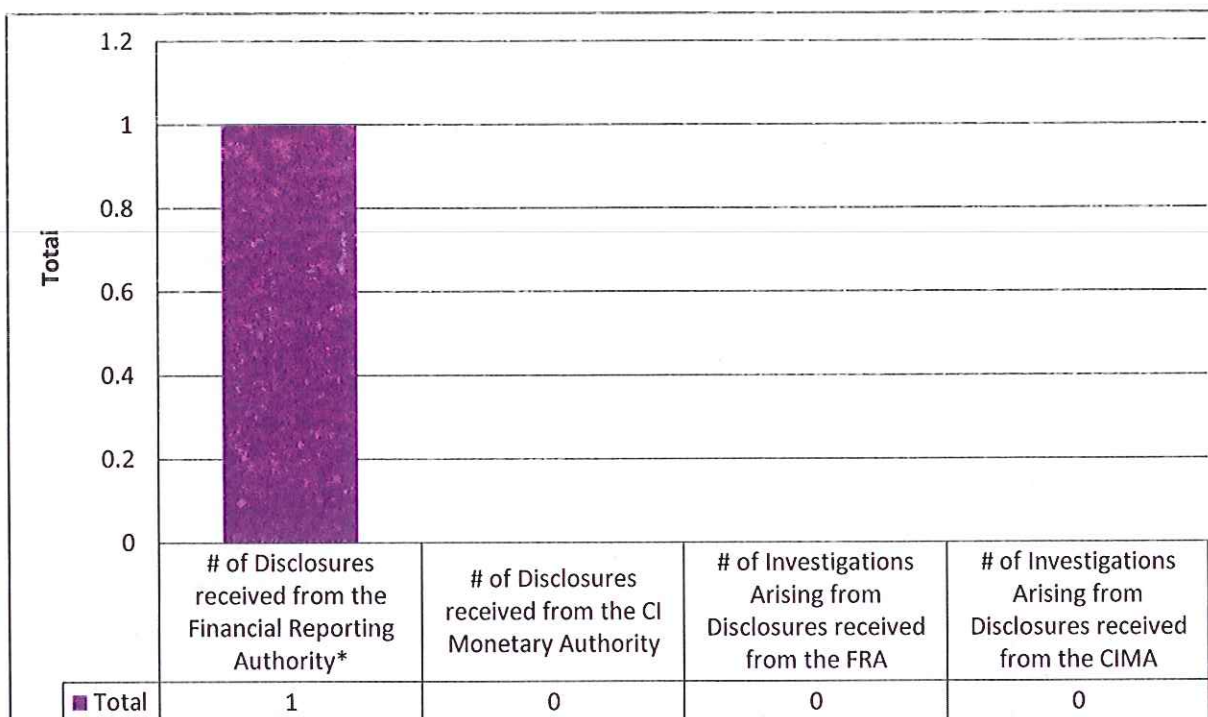 1.2
1
0.8
0.6
0.4
0.2
0
Total
# of Disclosures
received from the
Financial Reporting
Authority*
# of Disclosures
received from the CI
Monetary Authority
# of Investigations
Arising from
Disclosures received
from the FRA
# of Investigations
Arising from
Disclosures received
from the CIMA
Total 1 0 0 0